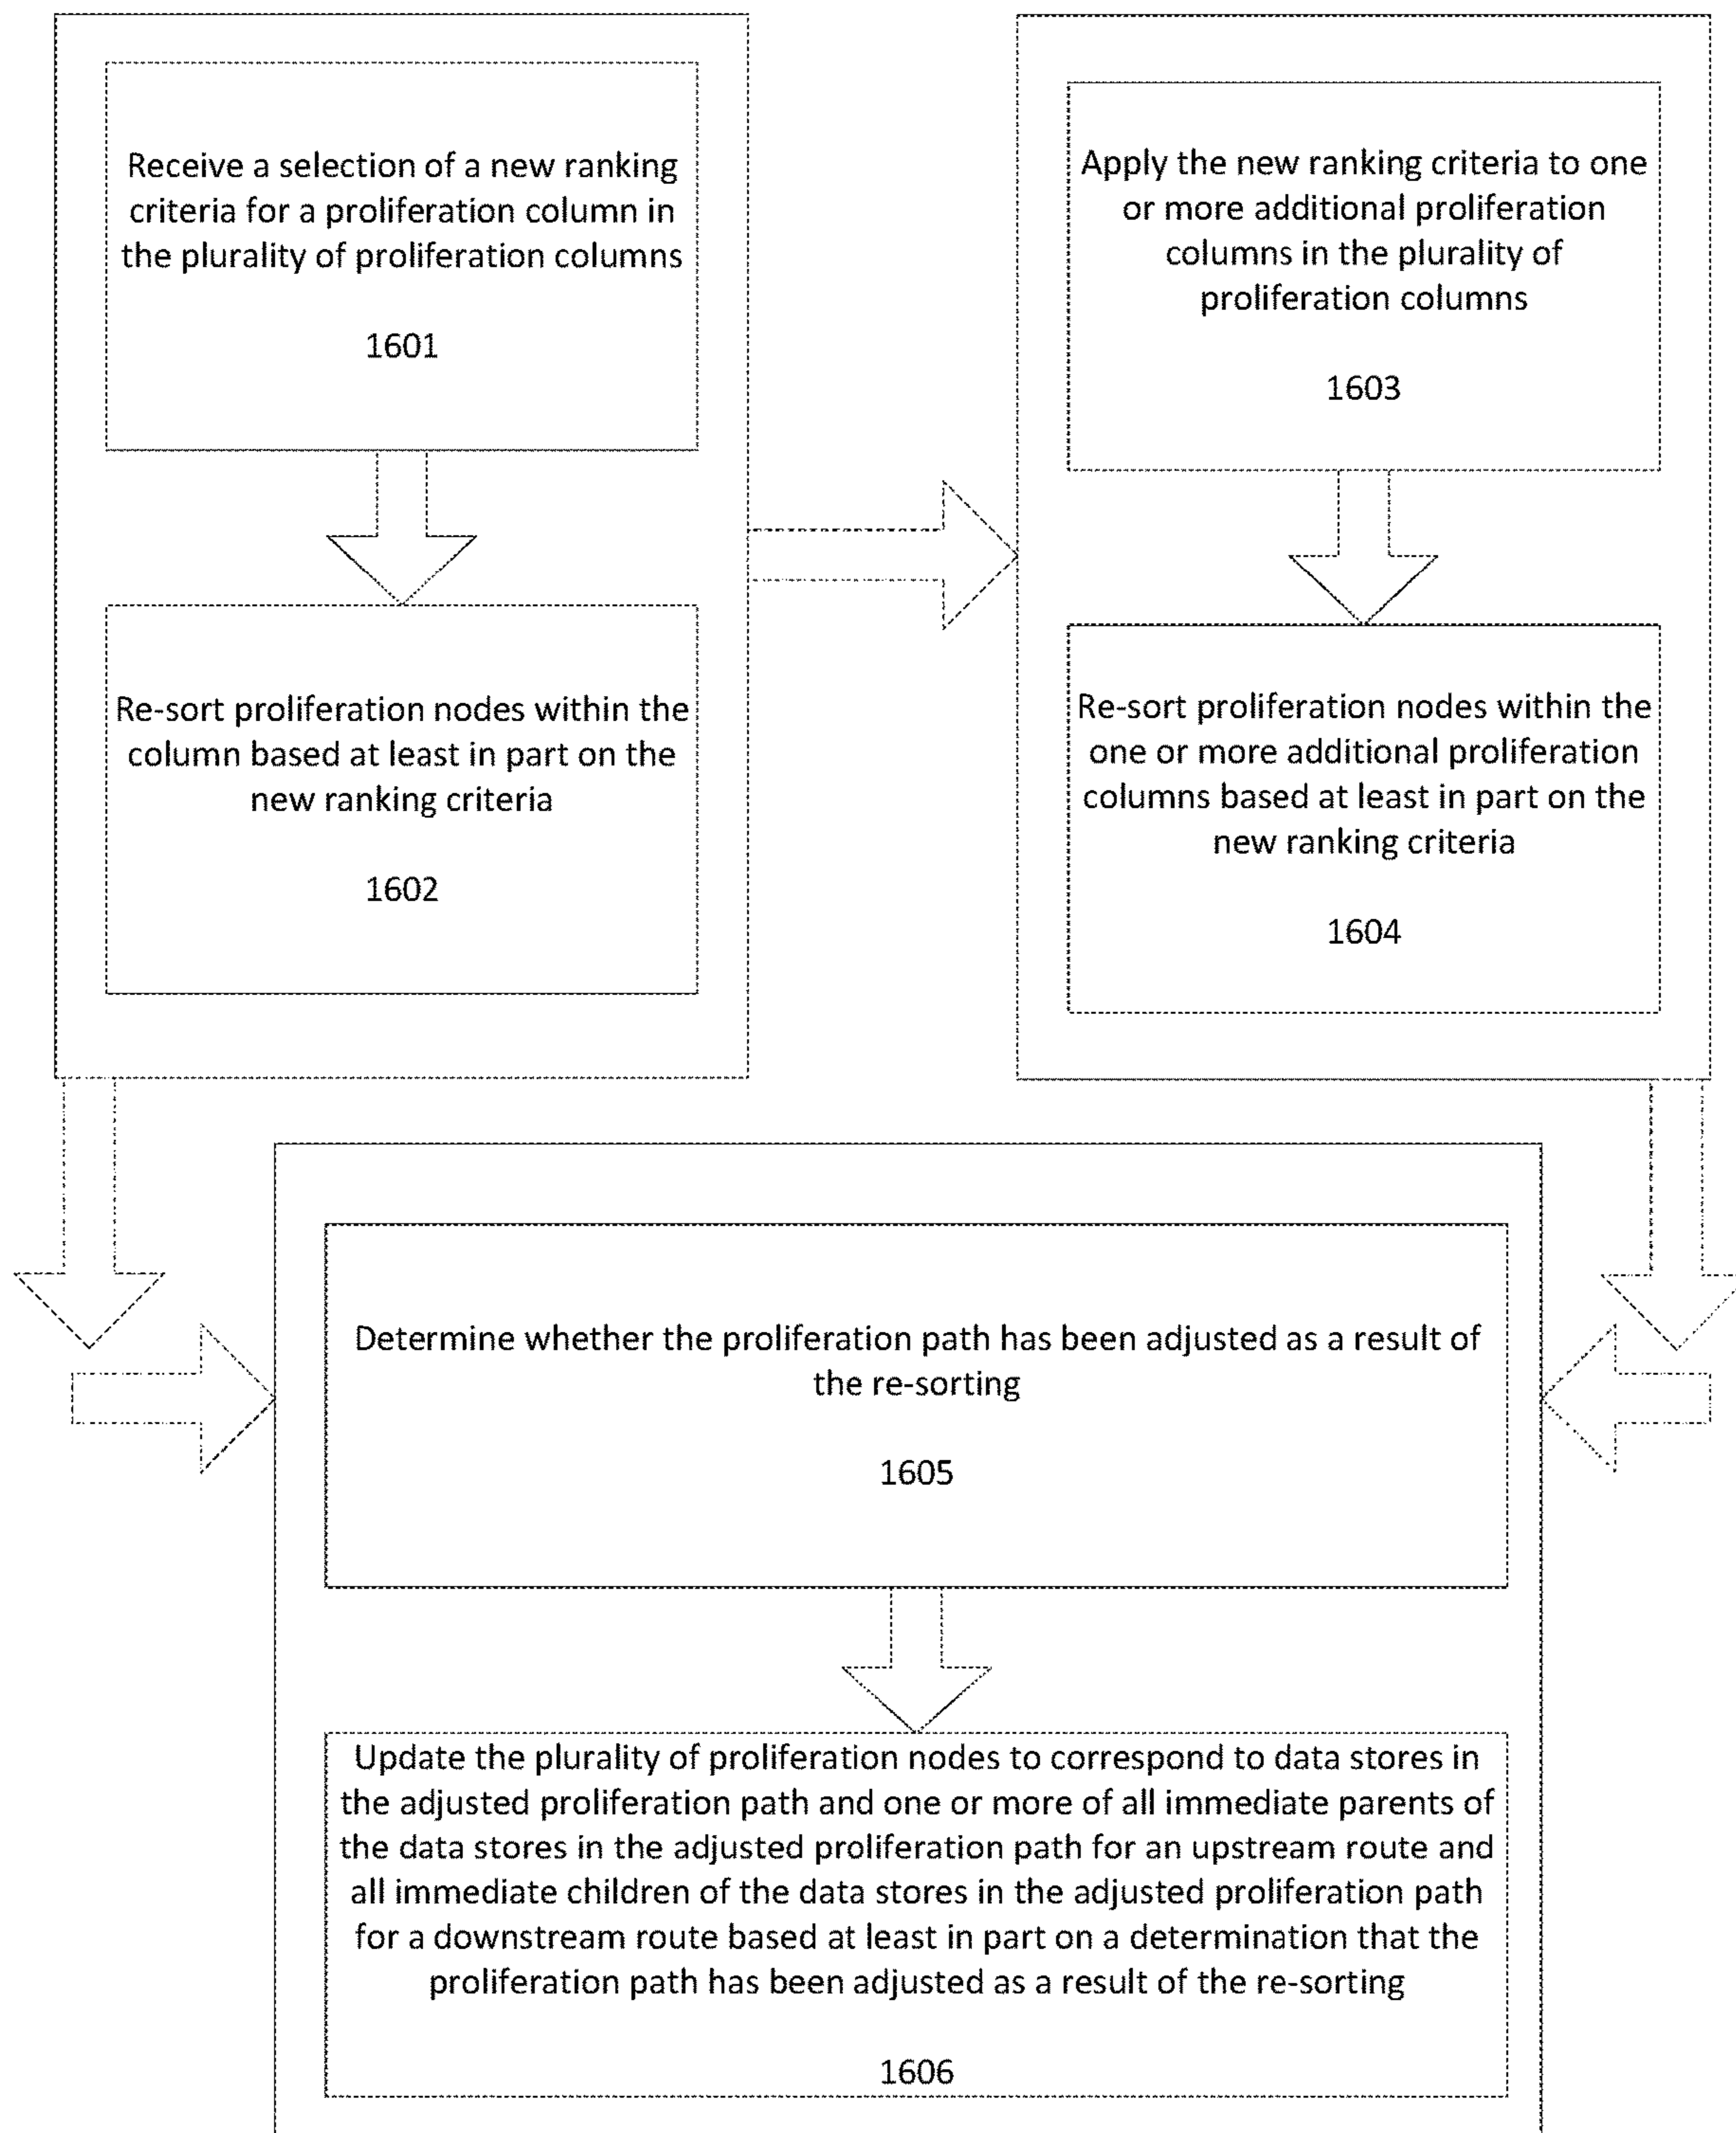 Receive a selection of a new ranking
criteria for a proliferation column in
the plurality of proliferation columns
1601
Re-sort proliferation nodes within the
column based at least in part on the
new ranking criteria
1602
Apply the new ranking criteria to one
or more additional proliferation
columns in the plurality of
proliferation columns
1603
Re-sort proliferation nodes within the
one or more additional proliferation
columns based at least in part on the
new ranking criteria
1604
Determine whether the proliferation path has been adjusted as a result of
the re-sorting
1605
Update the plurality of proliferation nodes to correspond to data stores in
the adjusted proliferation path and one or more of all immediate parents of
the data stores in the adjusted proliferation path for an upstream route and
all immediate children of the data stores in the adjusted proliferation path
for a downstream route based at least in part on a determination that the
proliferation path has been adjusted as a result of the re-sorting
1606